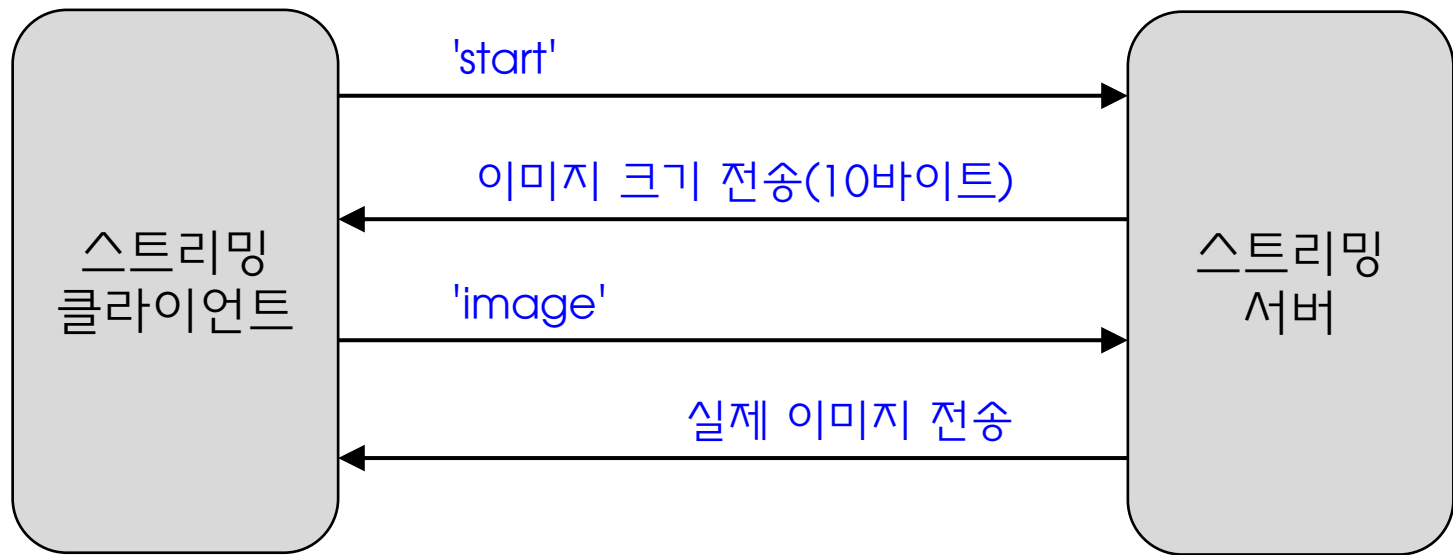 'start'
이미지 크기 전송(10바이트)
스트리밍
클라이언트
스트리밍
서버
'image'
실제 이미지 전송